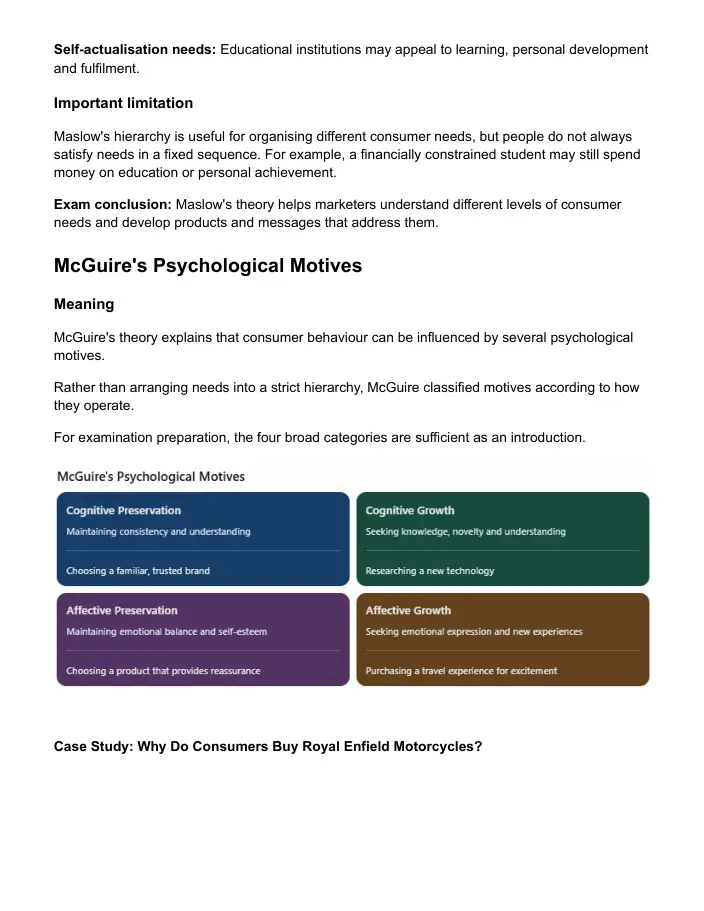 Self-actualisation needs: Educational institutions may appeal to learning, personal development
and fulfilment.
Important limitation
Maslow's hierarchy is useful for organising different consumer needs, but people do not always
satisfy needs in a fixed sequence. For example, a financially constrained student may still spend
money on education or personal achievement.
Exam conclusion: Maslow's theory helps marketers understand different levels of consumer
needs and develop products and messages that address them.
McGuire's Psychological Motives
Meaning
McGuire's theory explains that consumer behaviour can be influenced by several psychological
motives.
Rather than arranging needs into a strict hierarchy, McGuire classified motives according to how
they operate.
For examination preparation, the four broad categories are sufficient as an introduction.
McGuire's Psychological Motives
Cognitive Preservation
Maintaining consistency and understanding
Choosing a familiar, trusted brand
Cognitive Growth
Seeking knowledge, novelty and understanding
Researching a new technology
Affective Preservation
Maintaining emotional balance and self-esteem
Choosing a product that provides reassurance
Affective Growth
Seeking emotional expression and new experiences
Purchasing a travel experience for excitement
Case Study: Why Do Consumers Buy Royal Enfield Motorcycles?